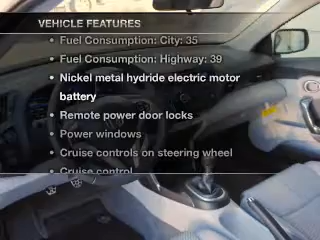 VEHICLE FEATURES
• Fuel Consumption: City: 35
• Fuel Consumption: Highway: 39
• Nickel metal hydride electric motor
battery
• Remote power door locks
• Power windows
• Cruise controls on steering wheel
• Cruise control